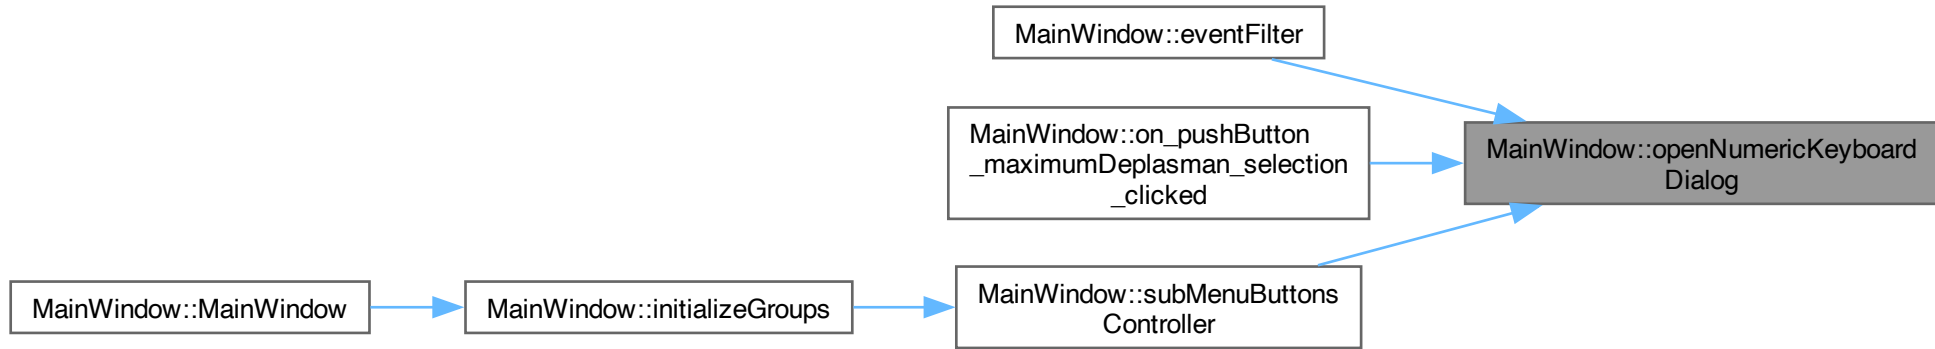 MainWindow::eventFilter
MainWindow::on_pushButton
_maximumDeplasman_selection
_clicked
MainWindow::openNumericKeyboard
Dialog
MainWindow::MainWindow
MainWindow::initializeGroups
MainWindow::subMenuButtons
Controller